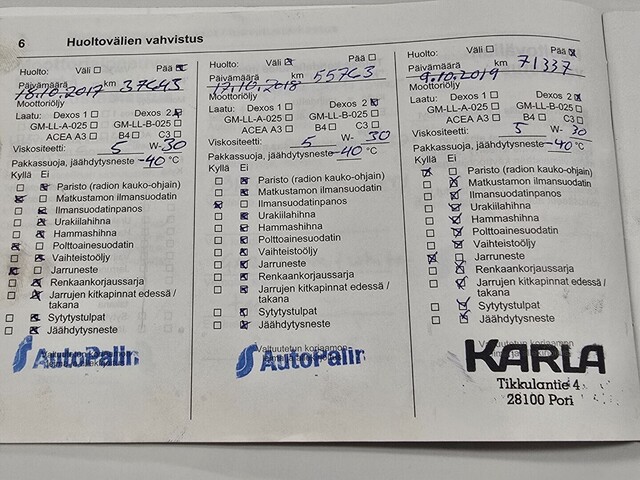 6 Huoltovälien vahvistus
Huolto: Väli Pää
Päivämäärä km 37643
18.10.2017
Moottoriöljy
Laatu: Dexos 1 Dexos 2
GM-LL-A-025 GM-LL-B-025
ACEA A3 B4 C3
Viskositeetti: 5 W-30
Pakkassuoja, jäähdytysneste -40 °C
Kyllä Ei
Paristo (radion kauko-ohjain)
Matkustamon ilmansuodatin
Ilmansuodatinpanos
Urakiilahihna
Hammashihna
Polttoainesuodatin
Vaihteistoöljy
Jarruneste
Renkaankorjaussarja
Jarrujen kitkapinnat edessä /
takana
Sytytystulpat
Jäähdytysneste
AutoPalin
Huolto: Väli Pää
Päivämäärä km 55763
17.10.2018
Moottoriöljy
Laatu: Dexos 1 Dexos 2
GM-LL-A-025 GM-LL-B-025
ACEA A3 B4 C3
Viskositeetti: 5 W-30
Pakkassuoja, jäähdytysneste -40 °C
Kyllä Ei
Paristo (radion kauko-ohjain)
Matkustamon ilmansuodatin
Ilmansuodatinpanos
Urakiilahihna
Hammashihna
Polttoainesuodatin
Vaihteistoöljy
Jarruneste
Renkaankorjaussarja
Jarrujen kitkapinnat edessä /
takana
Sytytystulpat
Jäähdytysneste
Valtuutetun korjaamon
AutoPalin
Huolto: Väli Pää
Päivämäärä km 71337
9.10.2019
Moottoriöljy
Laatu: Dexos 1 Dexos 2
GM-LL-A-025 GM-LL-B-025
ACEA A3 B4 C3
Viskositeetti: 5 W-30
Pakkassuoja, jäähdytysneste -40 °C
Kyllä Ei
Paristo (radion kauko-ohjain)
Matkustamon ilmansuodatin
Ilmansuodatinpanos
Urakiilahihna
Hammashihna
Polttoainesuodatin
Vaihteistoöljy
Jarruneste
Renkaankorjaussarja
Jarrujen kitkapinnat edessä /
takana
Sytytystulpat
Jäähdytysneste
KARLA
Tikkulantie 4
28100 Pori